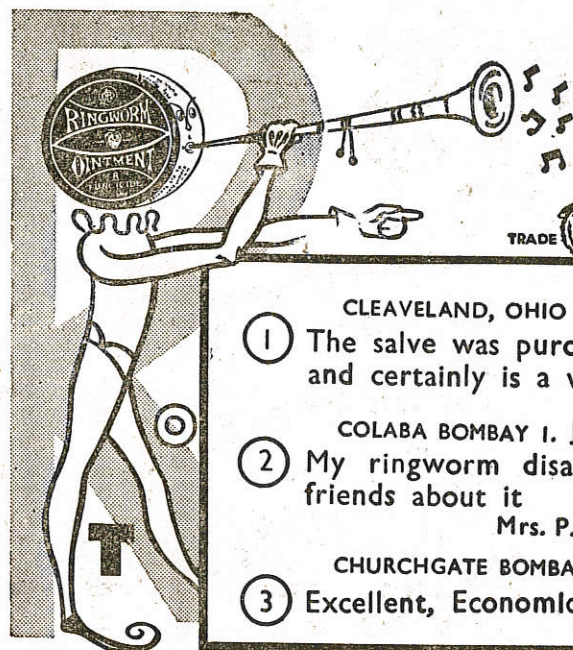 RINGWORM
OINTMENT
A
FUNGICIDE
TRADE
CLEAVELAND, OHIO
1 The salve was purc
and certainly is a v
COLABA BOMBAY I. J
2 My ringworm disa
friends about it
Mrs. P.
CHURCHGATE BOMBA
3 Excellent, Economic
R
O
T